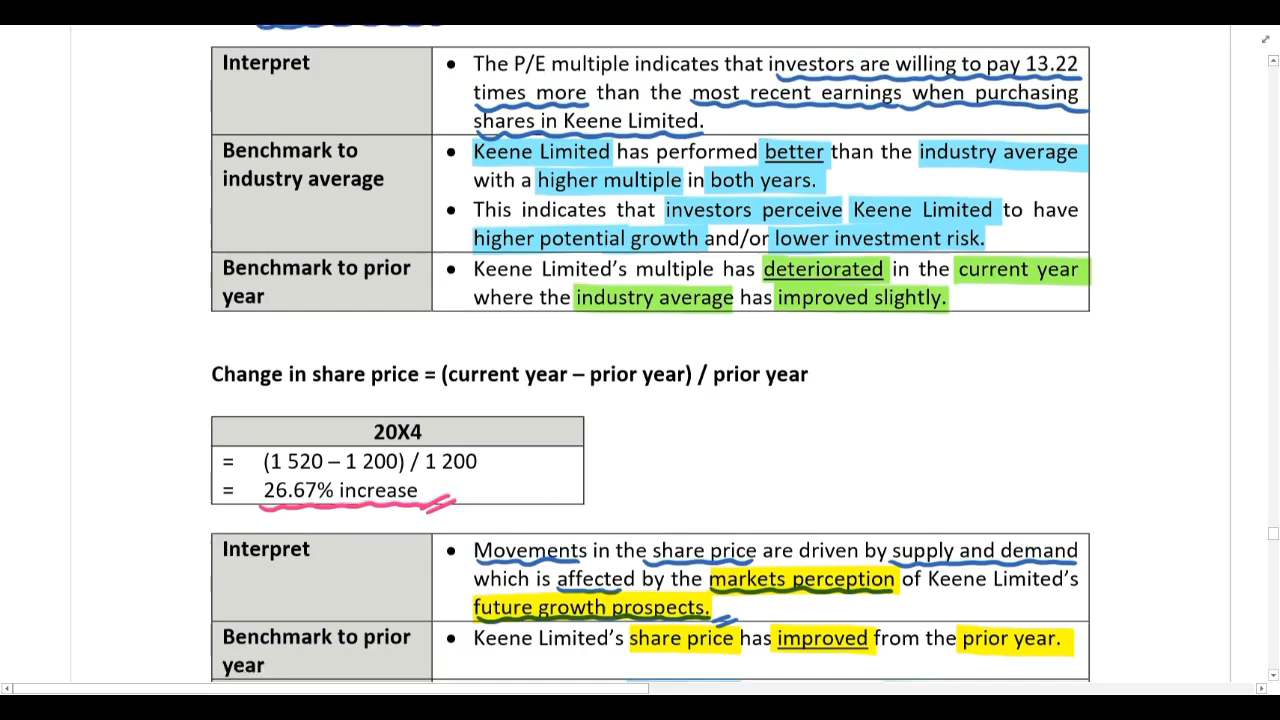 Interpret
• The P/E multiple indicates that investors are willing to pay 13.22
times more than the most recent earnings when purchasing
shares in Keene Limited.
Benchmark to
industry average
• Keene Limited has performed better than the industry average
with a higher multiple in both years.
• This indicates that investors perceive Keene Limited to have
higher potential growth and/or lower investment risk.
Benchmark to prior
year
• Keene Limited’s multiple has deteriorated in the current year
where the industry average has improved slightly.
Change in share price = (current year – prior year) / prior year
20X4
= (1 520 – 1 200) / 1 200
= 26.67% increase
Interpret
• Movements in the share price are driven by supply and demand
which is affected by the markets perception of Keene Limited’s
future growth prospects.
Benchmark to prior
year
• Keene Limited’s share price has improved from the prior year.